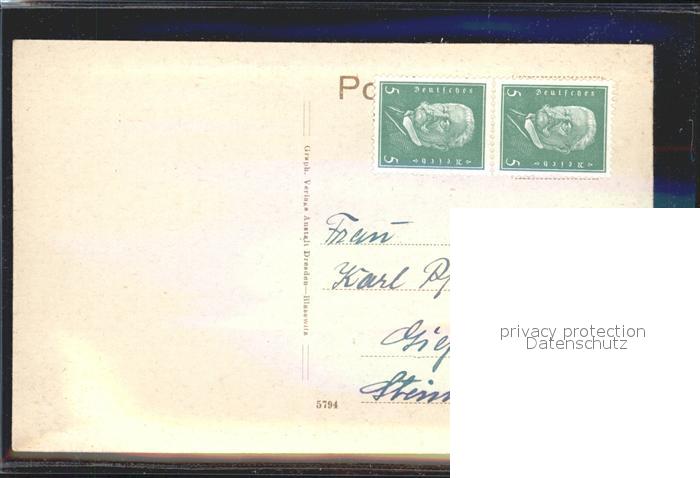 Po
5 Deutsches 5
Reich
5 Deutsches 5
Reich
Graph. Verlags Anstalt Dresden—Blasewitz
Frau
Karl
5794
privacy protection
Datenschutz